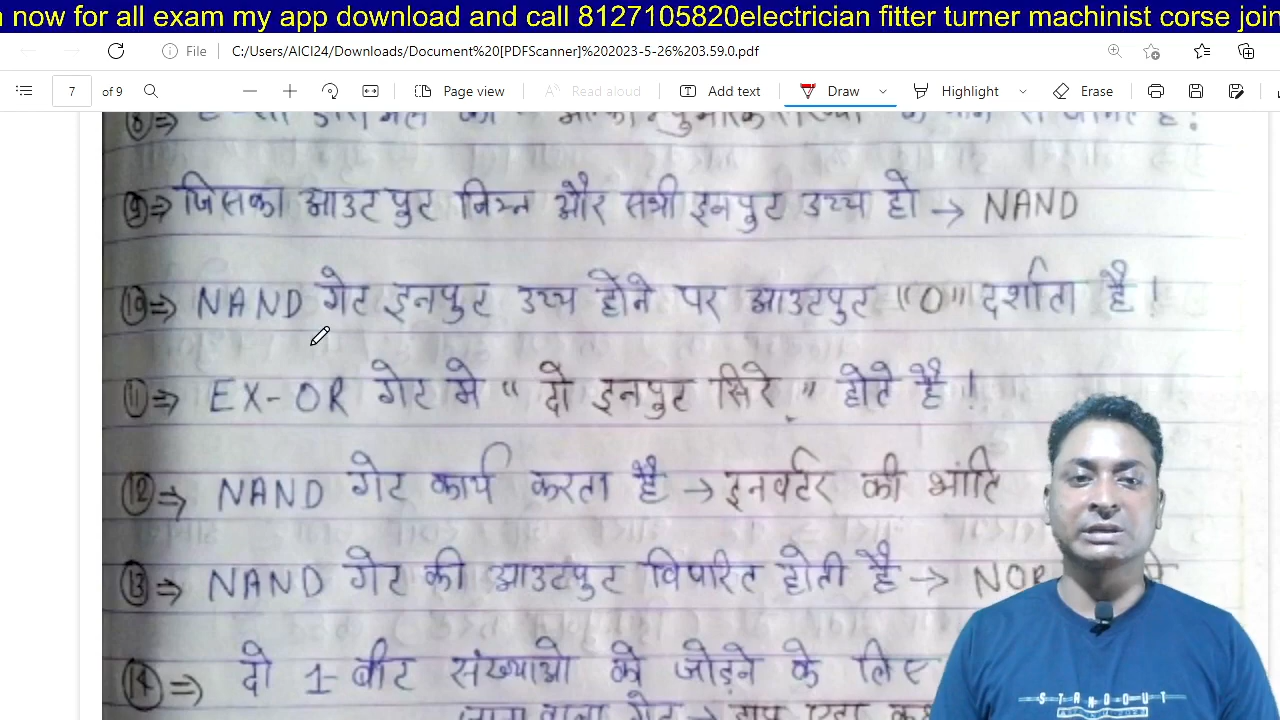 now for all exam my app download and call 8127105820electrician fitter turner machinist corse join
File C:/Users/AICI24/Downloads/Document%20[PDFScanner]%202023-5-26%203.59.0.pdf
7 of 9 Page view Read aloud Add text Draw Highlight Erase
(9)⇒ जिसका आउटपुट निम्न और सभी इनपुट उच्च हो → NAND
(10)⇒ NAND गेट इनपुट उच्च होने पर आउटपुट "0" दर्शाता है!
(11)⇒ EX-OR गेट मे " दो इनपुट सिरे " होते है !
(12)⇒ NAND गेट कार्य करता है → इनवर्टर की भांति
(13)⇒ NAND गेट की आउटपुट विपरित होती है → NOR
(14)⇒ दो 1-बीट संख्याओ को जोड़ने के लिए
STANDOUT